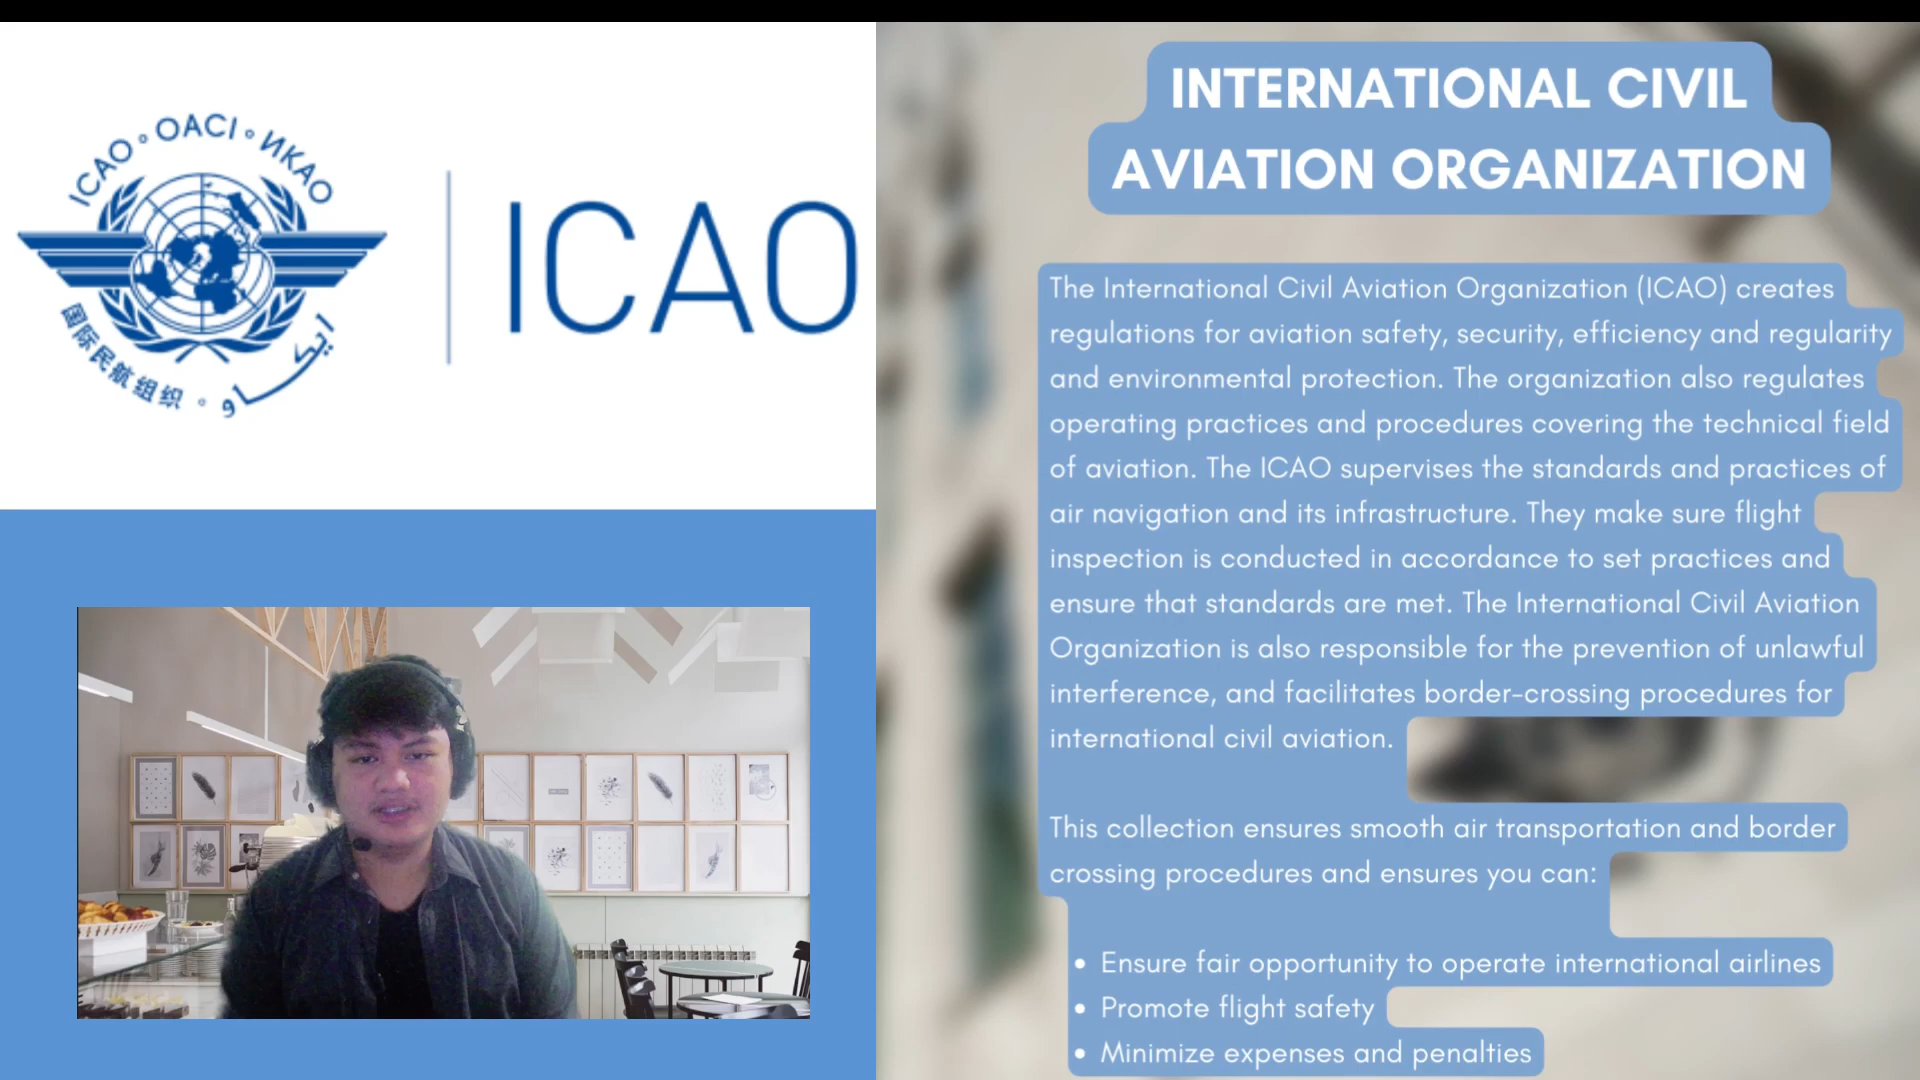 ICAO ◦ OACI ◦ ИКАО
国际民航组织 ◦ ايكاو
ICAO
INTERNATIONAL CIVIL
AVIATION ORGANIZATION
The International Civil Aviation Organization (ICAO) creates
regulations for aviation safety, security, efficiency and regularity
and environmental protection. The organization also regulates
operating practices and procedures covering the technical field
of aviation. The ICAO supervises the standards and practices of
air navigation and its infrastructure. They make sure flight
inspection is conducted in accordance to set practices and
ensure that standards are met. The International Civil Aviation
Organization is also responsible for the prevention of unlawful
interference, and facilitates border-crossing procedures for
international civil aviation.
This collection ensures smooth air transportation and border
crossing procedures and ensures you can:
• Ensure fair opportunity to operate international airlines
• Promote flight safety
• Minimize expenses and penalties